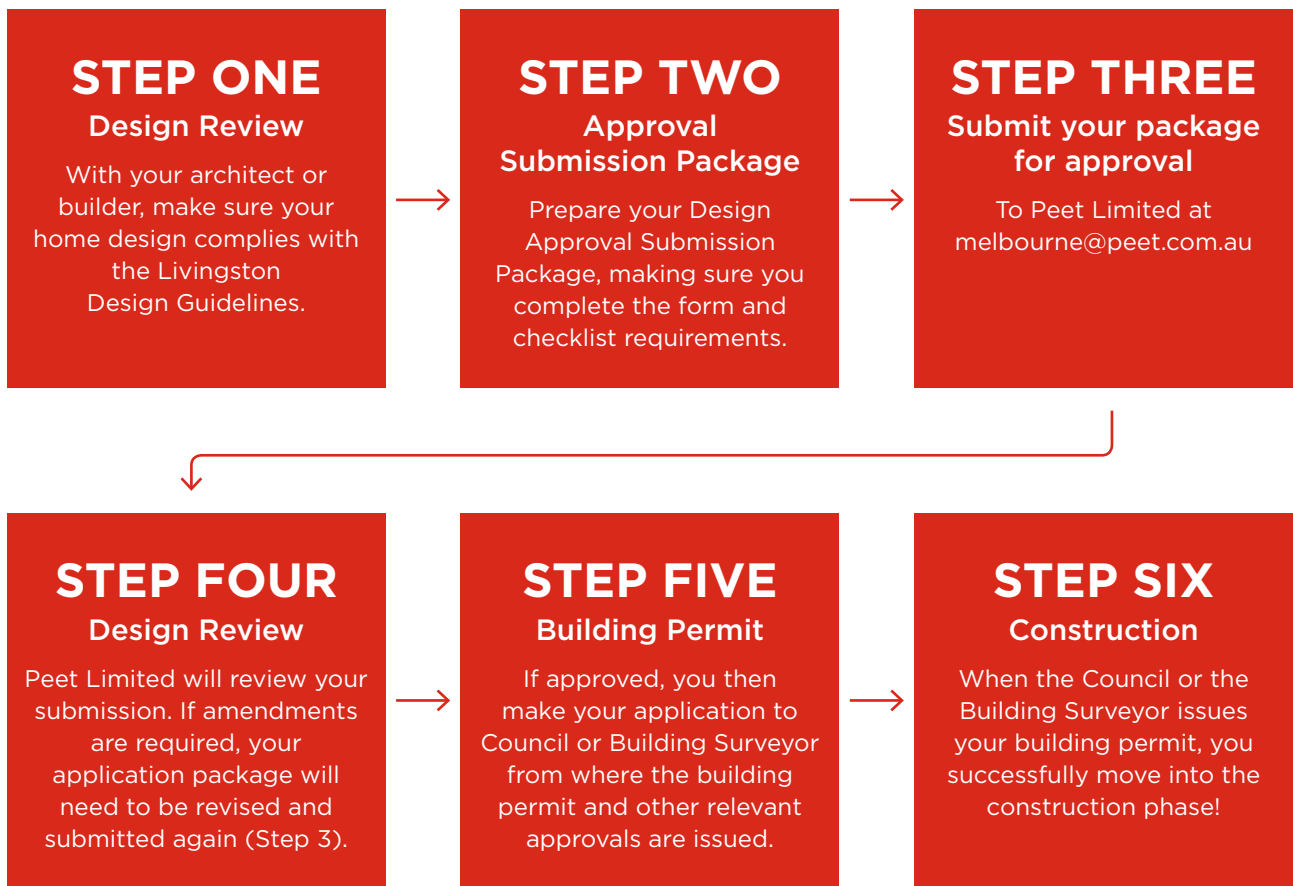 STEP ONE
Design Review
With your architect or
builder, make sure your
home design complies with
the Livingston
Design Guidelines.
STEP TWO
Approval
Submission Package
Prepare your Design
Approval Submission
Package, making sure you
complete the form and
checklist requirements.
STEP THREE
Submit your package
for approval
To Peet Limited at
melbourne@peet.com.au
STEP FOUR
Design Review
Peet Limited will review your
submission. If amendments
are required, your
application package will
need to be revised and
submitted again (Step 3).
STEP FIVE
Building Permit
If approved, you then
make your application to
Council or Building Surveyor
from where the building
permit and other relevant
approvals are issued.
STEP SIX
Construction
When the Council or the
Building Surveyor issues
your building permit, you
successfully move into the
construction phase!